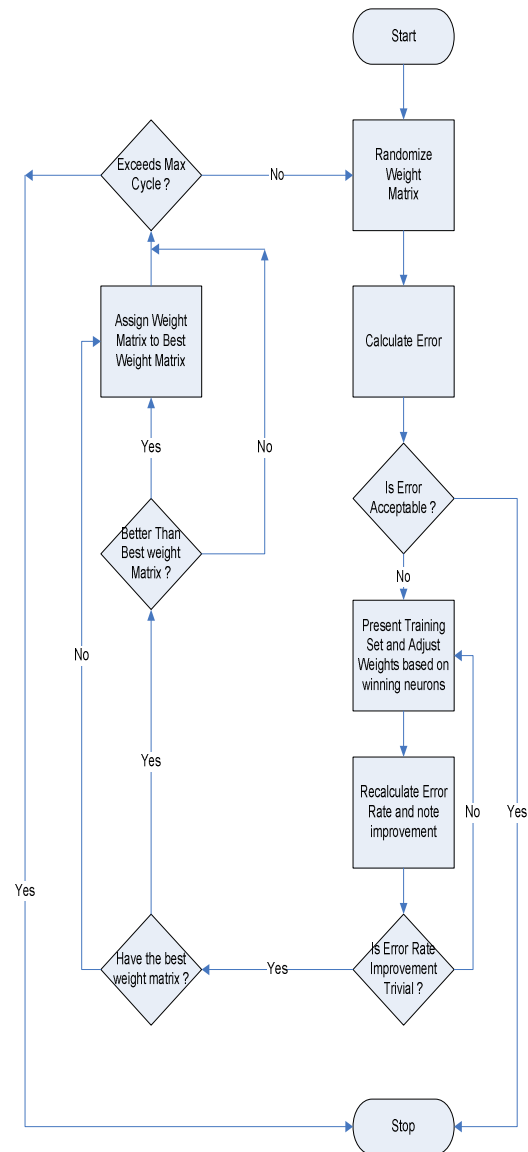 Start
Randomize
Weight
Matrix
Exceeds Max
Cycle ?
No
Calculate Error
Assign Weight
Matrix to Best
Weight Matrix
Is Error
Acceptable ?
Yes
No
Better Than
Best weight
Matrix ?
No
Present Training
Set and Adjust
Weights based on
winning neurons
No
Yes
Recalculate Error
Rate and note
improvement
No
Yes
Yes
Have the best
weight matrix ?
Yes
Is Error Rate
Improvement
Trivial ?
Stop